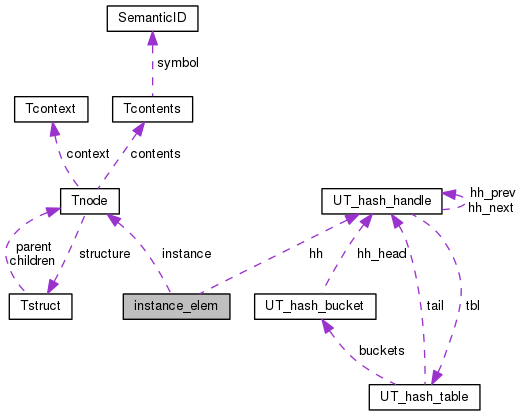 SemanticID
symbol
Tcontext
Tcontents
context
contents
Tnode
UT_hash_handle
hh_prev
hh_next
parent
children
structure
instance
hh
hh_head
tail
tbl
Tstruct
instance_elem
UT_hash_bucket
buckets
UT_hash_table